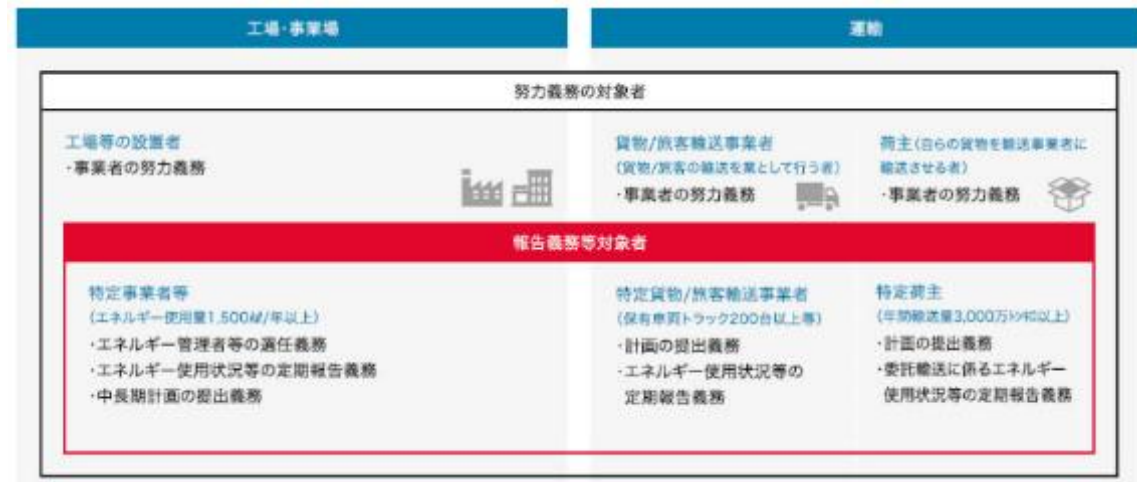 工場・事業場
運輸
努力義務の対象者
工場等の設置者
・事業者の努力義務
貨物/旅客輸送事業者
(貨物/旅客の輸送を業として行う者)
・事業者の努力義務
荷主(自らの貨物を輸送事業者に
輸送させる者)
・事業者の努力義務
報告義務等対象者
特定事業者等
(エネルギー使用量1,500㎘/年以上)
・エネルギー管理者等の選任義務
・エネルギー使用状況等の定期報告義務
・中長期計画の提出義務
特定貨物/旅客輸送事業者
(保有車両トラック200台以上等)
・計画の提出義務
・エネルギー使用状況等の
定期報告義務
特定荷主
(年間輸送量3,000万トンキロ以上)
・計画の提出義務
・委託輸送に係るエネルギー
使用状況等の定期報告義務